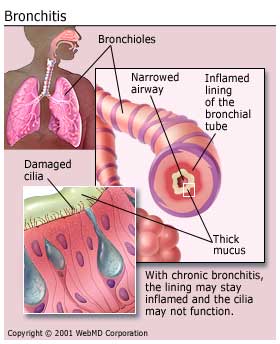 Bronchitis
Bronchioles
Narrowed
airway
Inflamed
lining
of the
bronchial
tube
Damaged
cilia
Thick
mucus
With chronic bronchitis,
the lining may stay
inflamed and the cilia
may not function.
Copyright © 2001 WebMD Corporation